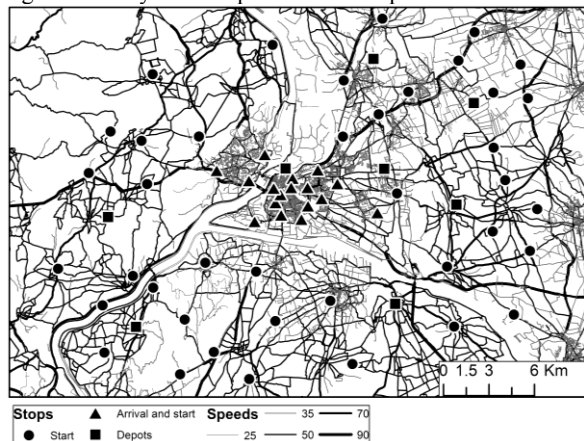 0 1.5 3 6 Km
Stops ▲ Arrival and start Speeds 35 70
● Start ■ Depots 25 50 90